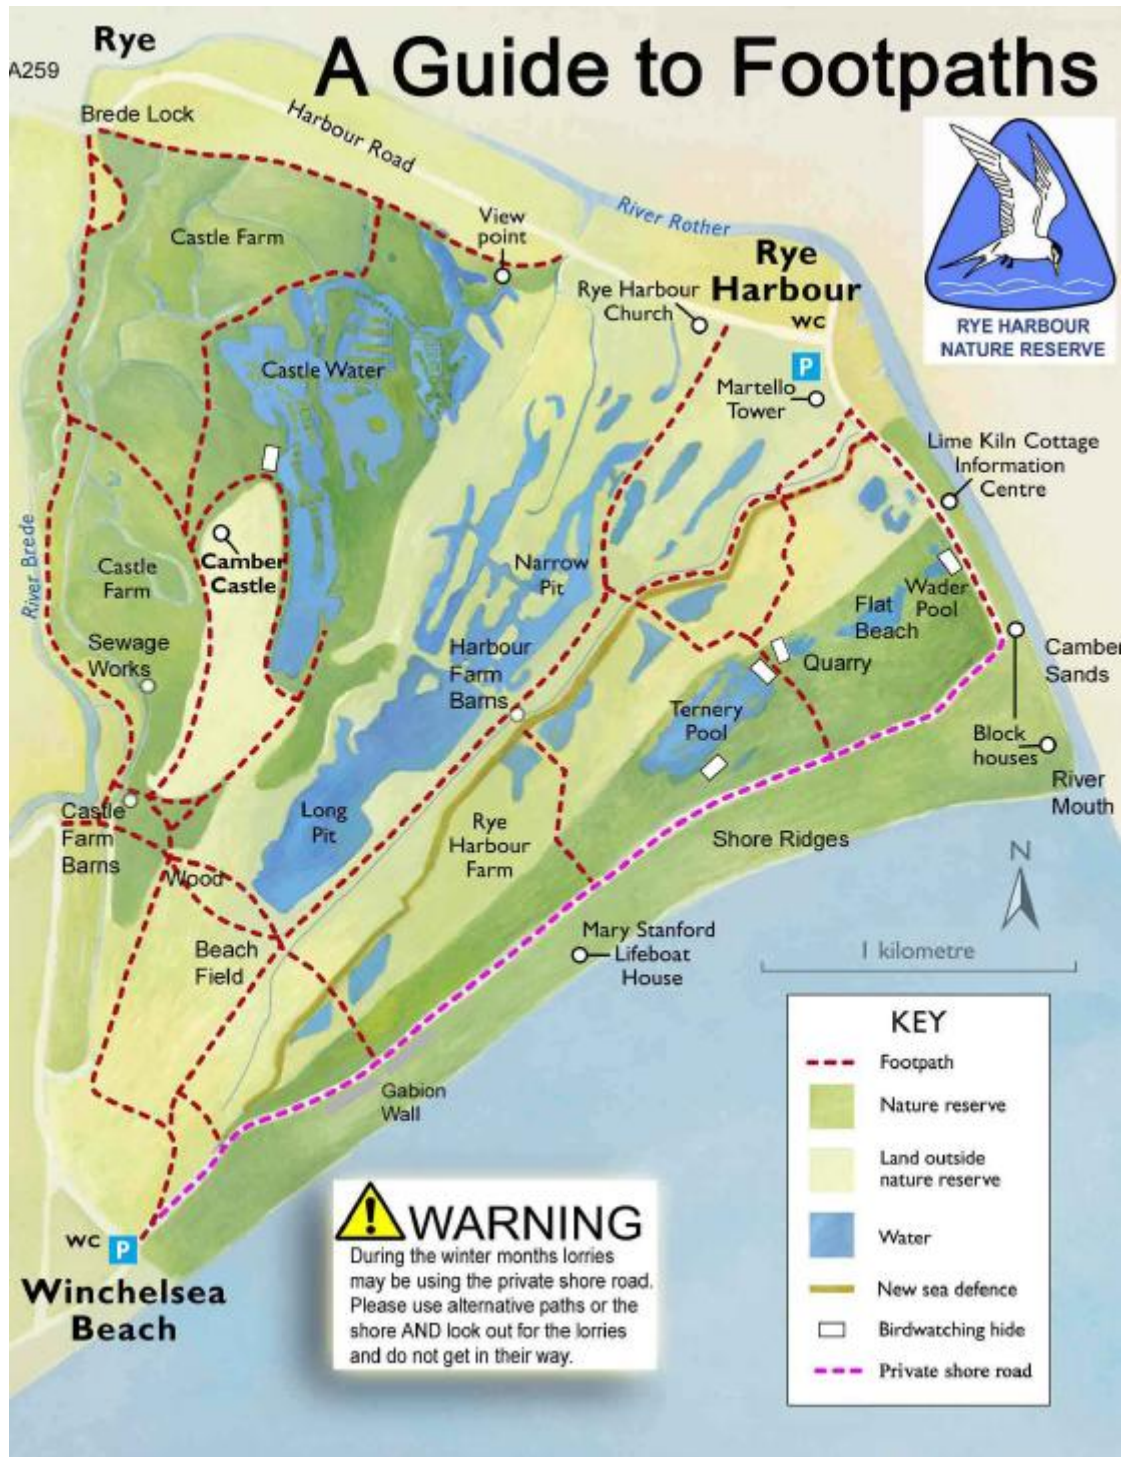 A Guide to Footpaths
Rye
A259
Brede Lock
Harbour Road
River Rother
RYE HARBOUR
NATURE RESERVE
Castle Farm
View
point
Rye
Harbour
WC
P
Rye Harbour
Church
Castle Water
Martello
Tower
Lime Kiln Cottage
Information
Centre
River Brede
Camber
Castle
Castle
Farm
Narrow
Pit
Wader
Pool
Flat
Beach
Sewage
Works
Harbour
Farm
Barns
Quarry
Camber
Sands
Ternery
Pool
Block
houses
River
Mouth
Castle
Farm
Barns
Long
Pit
Rye
Harbour
Farm
Shore Ridges
Wood
N
Beach
Field
Mary Stanford
Lifeboat
House
1 kilometre
Gabion
Wall
KEY
Footpath
Nature reserve
Land outside
nature reserve
Water
New sea defence
Birdwatching hide
Private shore road
WARNING
During the winter months lorries
may be using the private shore road.
Please use alternative paths or the
shore AND look out for the lorries
and do not get in their way.
WC P
Winchelsea
Beach